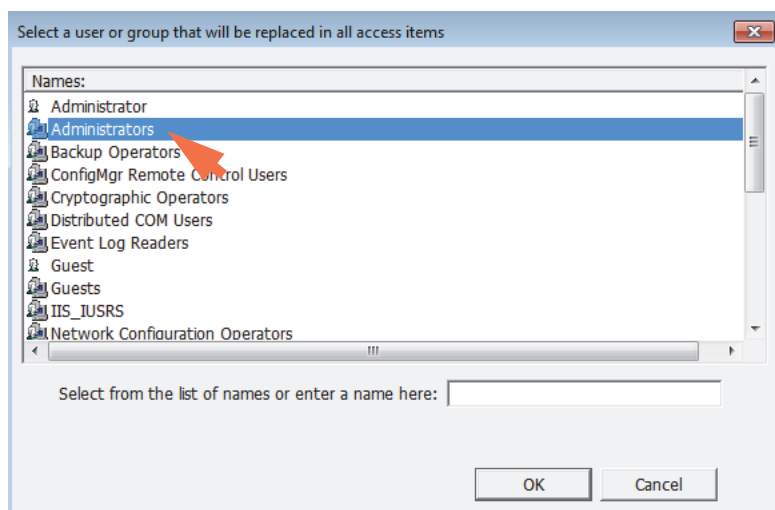 Select a user or group that will be replaced in all access items
Names:
Administrator
Administrators
Backup Operators
ConfigMgr Remote Control Users
Cryptographic Operators
Distributed COM Users
Event Log Readers
Guest
Guests
IIS_IUSRS
Network Configuration Operators
Select from the list of names or enter a name here:
OK Cancel